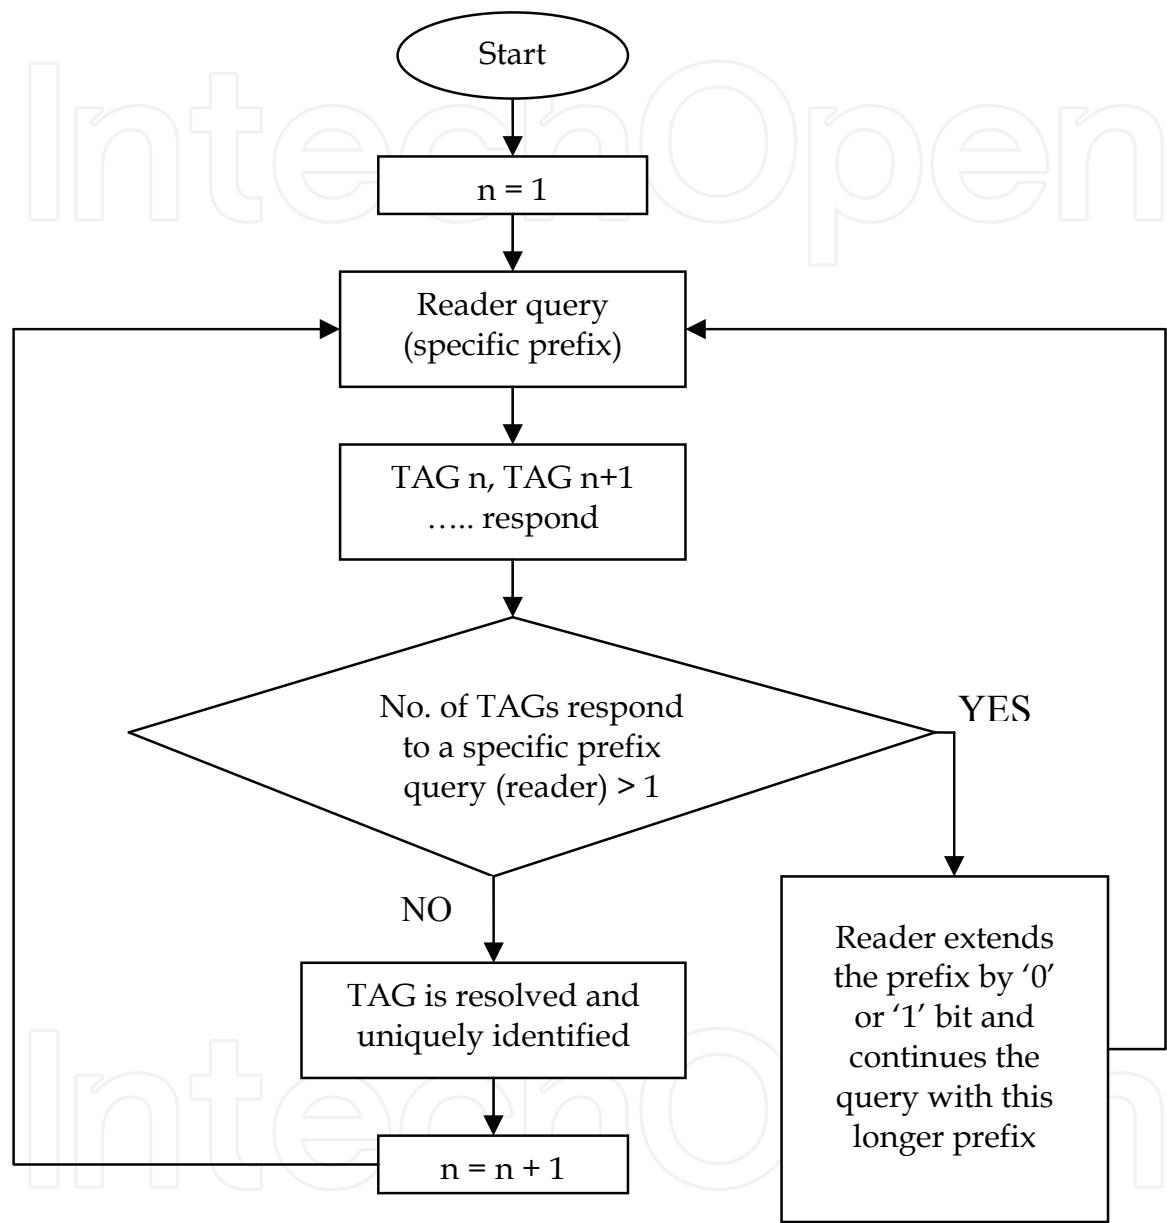 IntechOpen
Start
n = 1
Reader query
(specific prefix)
TAG n, TAG n+1
….. respond
No. of TAGs respond
to a specific prefix
query (reader) > 1
YES
NO
Reader extends
the prefix by ‘0’
or ‘1’ bit and
continues the
query with this
longer prefix
TAG is resolved and
uniquely identified
n = n + 1
IntechOpen